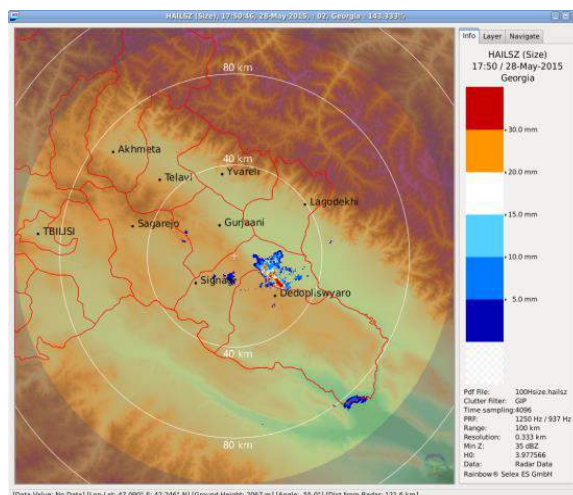 HAILSZ (Size), 17:50:46, 28-May-2015, : 02, Georgia : 143.333%
Info Layer Navigate
HAILSZ (Size)
17:50 / 28-May-2015
Georgia
30.0 mm
20.0 mm
15.0 mm
10.0 mm
5.0 mm
Pdf File: 100Hsize.hailsz
Clutter filter: GIP
Time sampling: 4096
PRF: 1250 Hz / 937 Hz
Range: 100 km
Resolution: 0.333 km
Min Z: 35 dBZ
H0: 3.977566
Data: Radar Data
Rainbow® Selex ES GmbH
80 km
40 km
Akhmeta
Telavi
Yvareli
Lagodekhi
TBILISI
Sagarejo
Gurjaani
Signagi
Dedopliswyaro
40 km
80 km